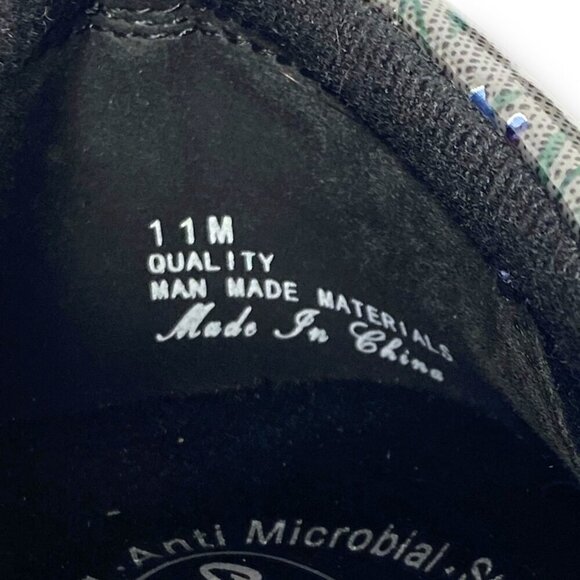 11M
QUALITY
MAN MADE MATERIALS
Made In China
Anti Microbial